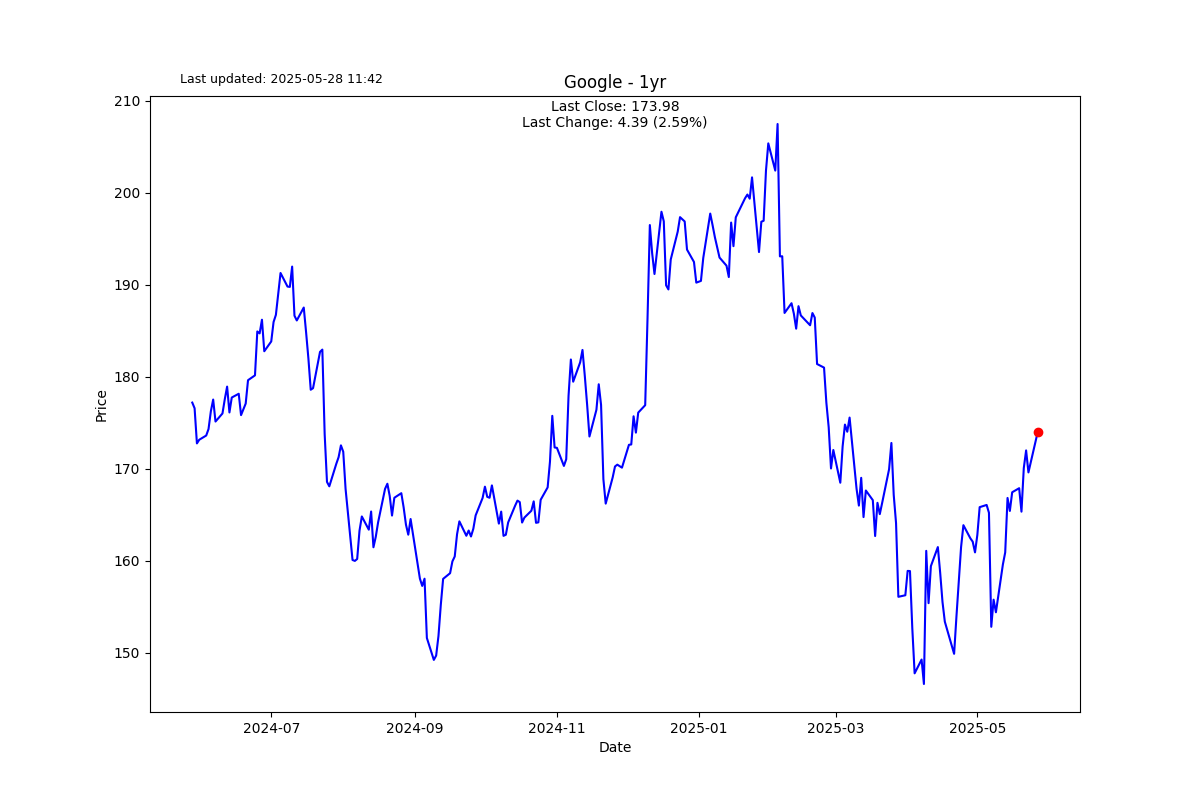 Last updated: 2025-05-28 11:42
Google - 1yr
Last Close: 173.98
Last Change: 4.39 (2.59%)
210
200
190
180
170
160
150
Price
2024-07
2024-09
2024-11
2025-01
2025-03
2025-05
Date